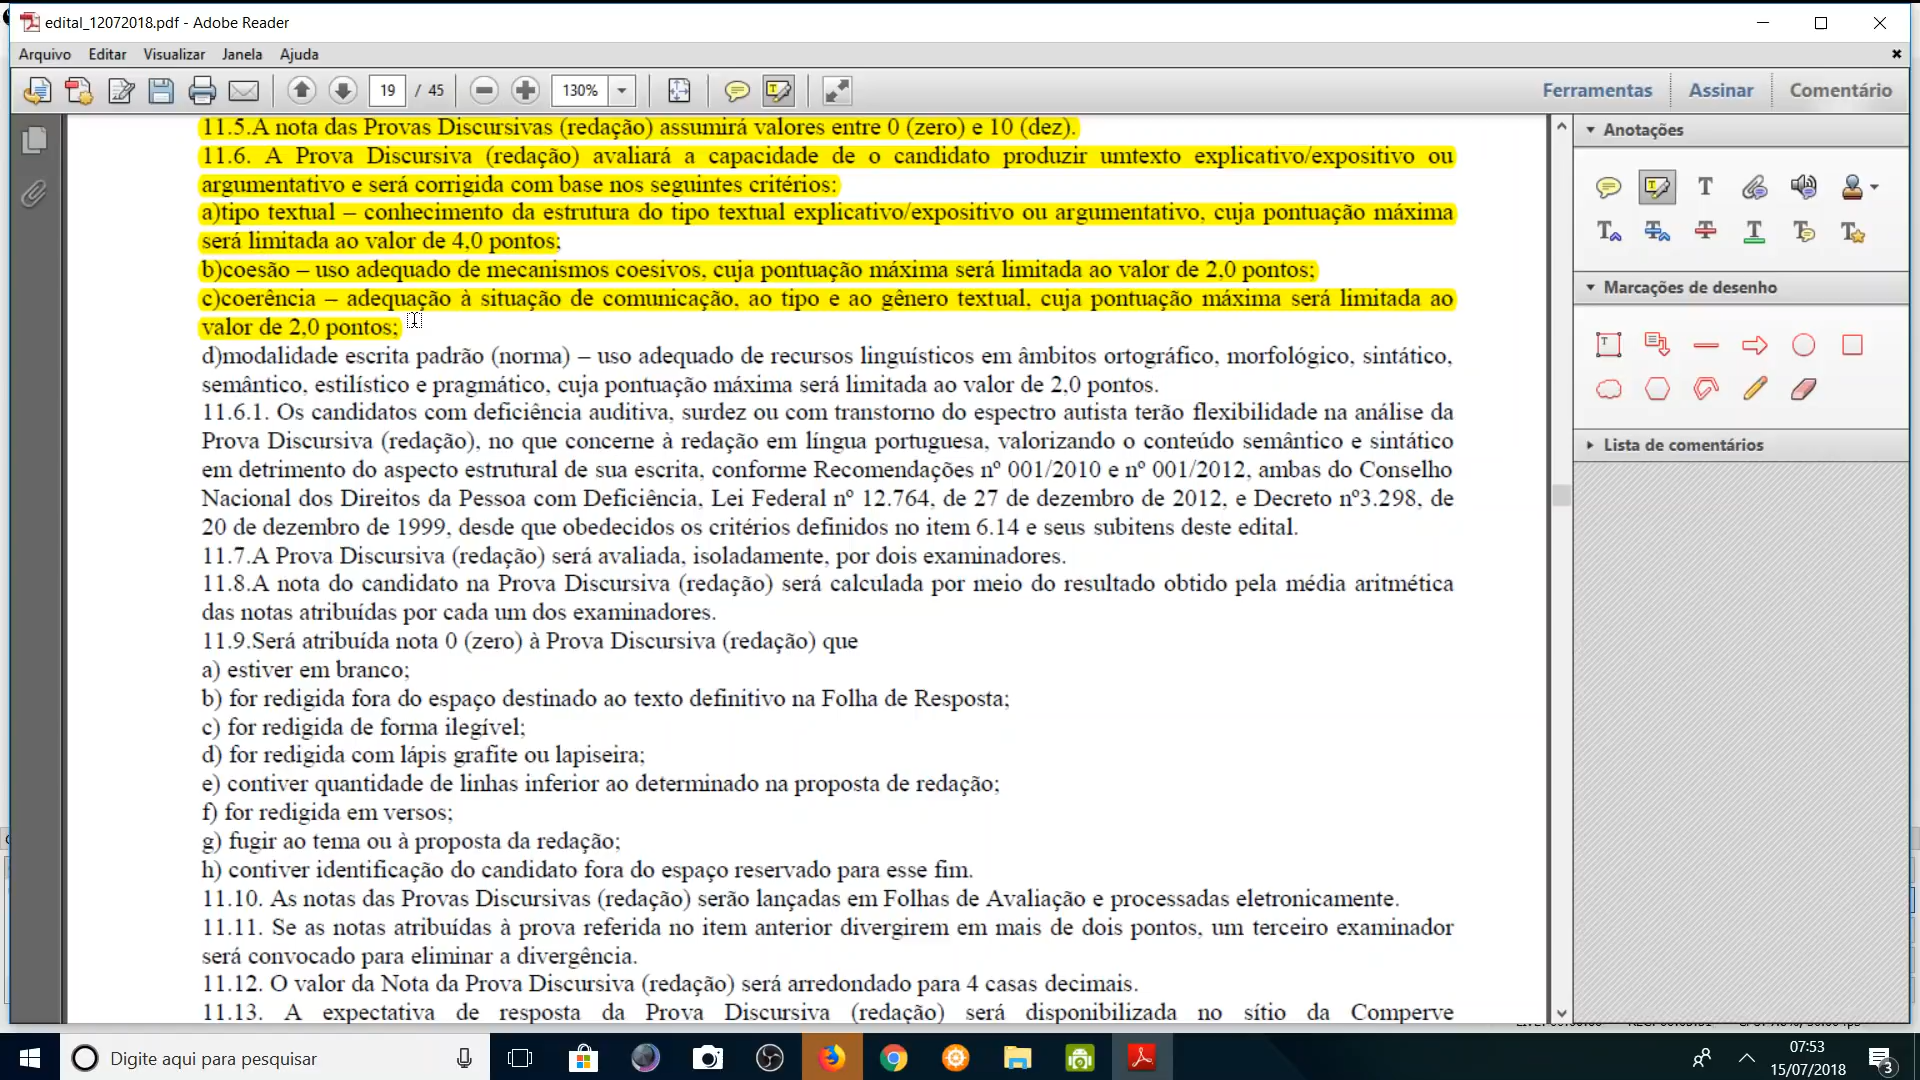 edital_12072018.pdf - Adobe Reader
Arquivo Editar Visualizar Janela Ajuda
19 / 45 130% Ferramentas Assinar Comentário
11.5.A nota das Provas Discursivas (redação) assumirá valores entre 0 (zero) e 10 (dez).
11.6. A Prova Discursiva (redação) avaliará a capacidade de o candidato produzir umtexto explicativo/expositivo ou
argumentativo e será corrigida com base nos seguintes critérios:
a)tipo textual – conhecimento da estrutura do tipo textual explicativo/expositivo ou argumentativo, cuja pontuação máxima
será limitada ao valor de 4,0 pontos;
b)coesão – uso adequado de mecanismos coesivos, cuja pontuação máxima será limitada ao valor de 2,0 pontos;
c)coerência – adequação à situação de comunicação, ao tipo e ao gênero textual, cuja pontuação máxima será limitada ao
valor de 2,0 pontos;
d)modalidade escrita padrão (norma) – uso adequado de recursos linguísticos em âmbitos ortográfico, morfológico, sintático,
semântico, estilístico e pragmático, cuja pontuação máxima será limitada ao valor de 2,0 pontos.
11.6.1. Os candidatos com deficiência auditiva, surdez ou com transtorno do espectro autista terão flexibilidade na análise da
Prova Discursiva (redação), no que concerne à redação em língua portuguesa, valorizando o conteúdo semântico e sintático
em detrimento do aspecto estrutural de sua escrita, conforme Recomendações nº 001/2010 e nº 001/2012, ambas do Conselho
Nacional dos Direitos da Pessoa com Deficiência, Lei Federal nº 12.764, de 27 de dezembro de 2012, e Decreto nº3.298, de
20 de dezembro de 1999, desde que obedecidos os critérios definidos no item 6.14 e seus subitens deste edital.
11.7.A Prova Discursiva (redação) será avaliada, isoladamente, por dois examinadores.
11.8.A nota do candidato na Prova Discursiva (redação) será calculada por meio do resultado obtido pela média aritmética
das notas atribuídas por cada um dos examinadores.
11.9.Será atribuída nota 0 (zero) à Prova Discursiva (redação) que
a) estiver em branco;
b) for redigida fora do espaço destinado ao texto definitivo na Folha de Resposta;
c) for redigida de forma ilegível;
d) for redigida com lápis grafite ou lapiseira;
e) contiver quantidade de linhas inferior ao determinado na proposta de redação;
f) for redigida em versos;
g) fugir ao tema ou à proposta da redação;
h) contiver identificação do candidato fora do espaço reservado para esse fim.
11.10. As notas das Provas Discursivas (redação) serão lançadas em Folhas de Avaliação e processadas eletronicamente.
11.11. Se as notas atribuídas à prova referida no item anterior divergirem em mais de dois pontos, um terceiro examinador
será convocado para eliminar a divergência.
11.12. O valor da Nota da Prova Discursiva (redação) será arredondado para 4 casas decimais.
11.13. A expectativa de resposta da Prova Discursiva (redação) será disponibilizada no sítio da Comperve
Anotações
Marcações de desenho
Lista de comentários
Digite aqui para pesquisar
07:53
15/07/2018
3